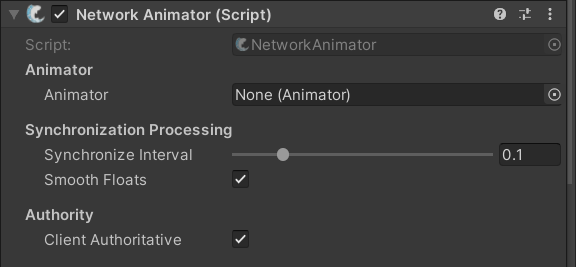 Network Animator (Script)
Script: NetworkAnimator
Animator
Animator None (Animator)
Synchronization Processing
Synchronize Interval 0.1
Smooth Floats
Authority
Client Authoritative